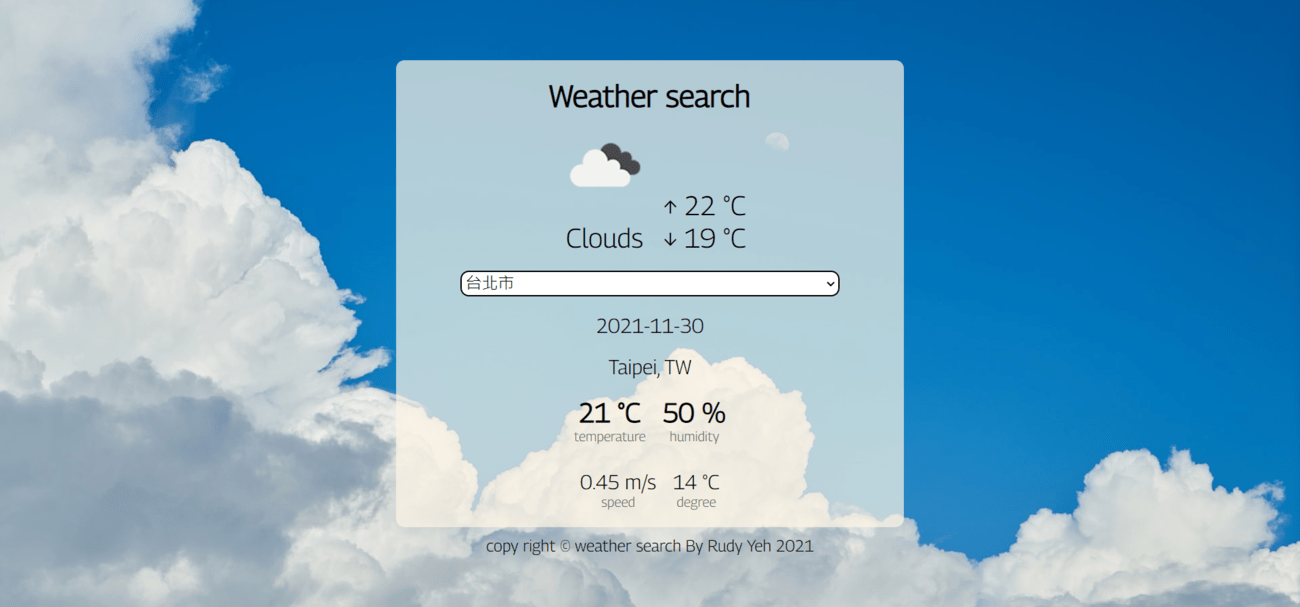 Weather search
↑ 22 °C
Clouds ↓ 19 °C
台北市
2021-11-30
Taipei, TW
21 °C 50 %
temperature humidity
0.45 m/s 14 °C
speed degree
copy right © weather search By Rudy Yeh 2021